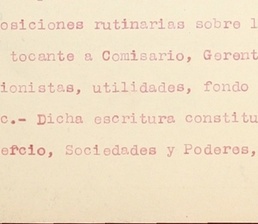 osiciones rutinarias sobre l
tocante a Comisario, Gerent
ionistas, utilidades, fondo
c.- Dicha escritura constitu
ercio, Sociedades y Poderes,